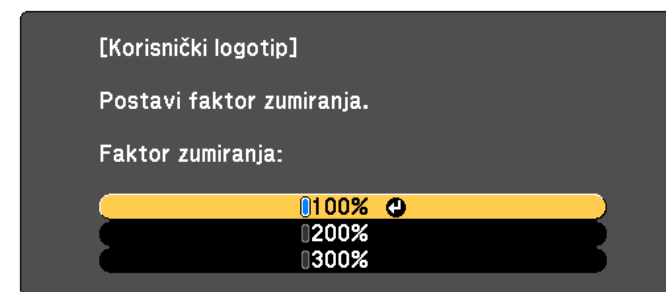 [Korisnički logotip]
Postavi faktor zumiranja.
Faktor zumiranja:
100%
200%
300%